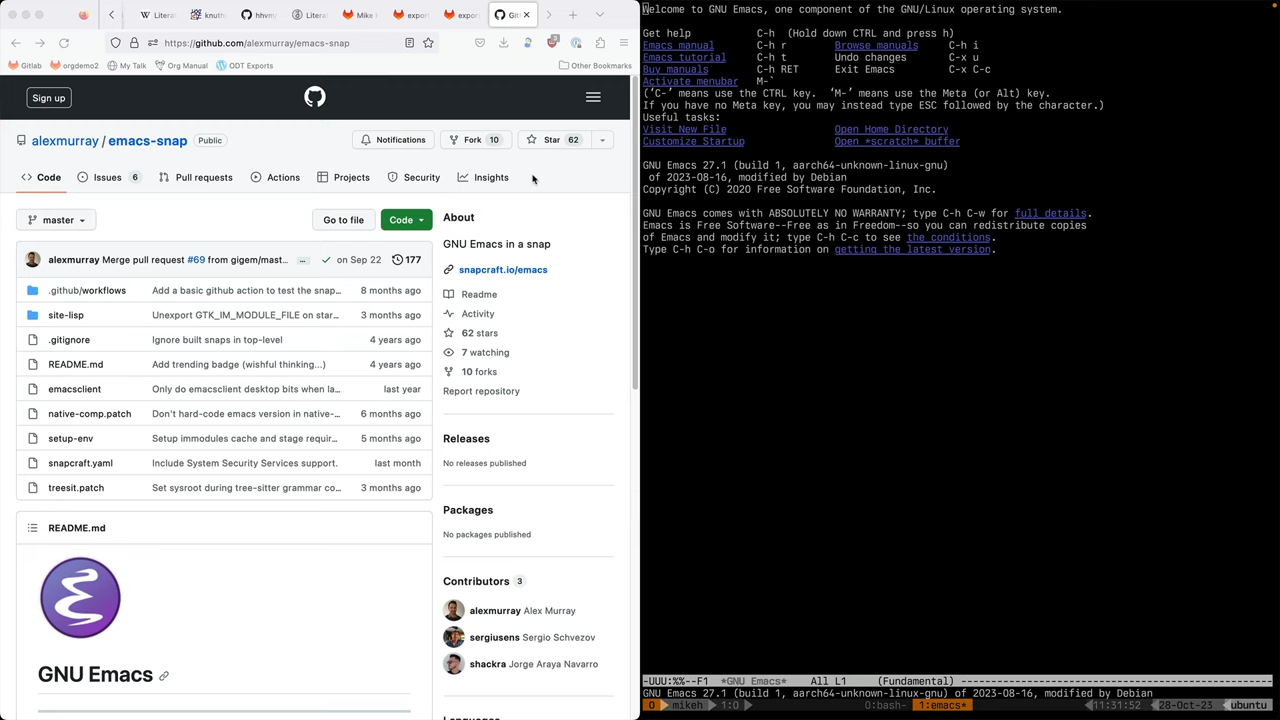 Literat
knuth
hhvm
Literat
Mike
expor
expor
Git
https://github.com/alexmurray/emacs-snap
Gitlab
orgdemo2
My Talk
Org Manual
ODT Exports
Other Bookmarks
Sign up
alexmurray / emacs-snap Public
Notifications
Fork 10
Star 62
Code
Issues 6
Pull requests
Actions
Projects
Security
Insights
master
Go to file
Code
alexmurray Merge pull request #69 from glgiem/mast... ... on Sep 22 177
.github/workflows Add a basic github action to test the snap... 8 months ago
site-lisp Unexport GTK_IM_MODULE_FILE on star... 3 months ago
.gitignore Ignore built snaps in top-level 4 years ago
README.md Add trending badge (wishful thinking...) 4 years ago
emacsclient Only do emacsclient desktop bits when la... last year
native-comp.patch Don't hard-code emacs version in native-... 6 months ago
setup-env Setup immodules cache and stage requir... 5 months ago
snapcraft.yaml Include System Security Services support. last month
treesit.patch Set sysroot during tree-sitter grammar co... 3 months ago
README.md
GNU Emacs
About
GNU Emacs in a snap
snapcraft.io/emacs
Readme
Activity
62 stars
7 watching
10 forks
Report repository
Releases
No releases published
Packages
No packages published
Contributors 3
alexmurray Alex Murray
sergiusens Sergio Schvezov
shackra Jorge Araya Navarro
Languages
Welcome to GNU Emacs, one component of the GNU/Linux operating system.
Get help C-h (Hold down CTRL and press h)
Emacs manual C-h r Browse manuals C-h i
Emacs tutorial C-h t Undo changes C-x u
Buy manuals C-h RET Exit Emacs C-x C-c
Activate menubar M-`
(‘C-’ means use the CTRL key. ‘M-’ means use the Meta (or Alt) key.
If you have no Meta key, you may instead type ESC followed by the character.)
Useful tasks:
Visit New File Open Home Directory
Customize Startup Open *scratch* buffer
GNU Emacs 27.1 (build 1, aarch64-unknown-linux-gnu)
of 2023-08-16, modified by Debian
Copyright (C) 2020 Free Software Foundation, Inc.
GNU Emacs comes with ABSOLUTELY NO WARRANTY; type C-h C-w for full details.
Emacs is Free Software--Free as in Freedom--so you can redistribute copies
of Emacs and modify it; type C-h C-c to see the conditions.
Type C-h C-o for information on getting the latest version.
-UUU:%%--F1 *GNU Emacs* All L1 (Fundamental) ----------------------------------------------------
GNU Emacs 27.1 (build 1, aarch64-unknown-linux-gnu) of 2023-08-16, modified by Debian
0 mikeh 1:0 0:bash- 1:emacs* 11:31:52 28-Oct-23 ubuntu